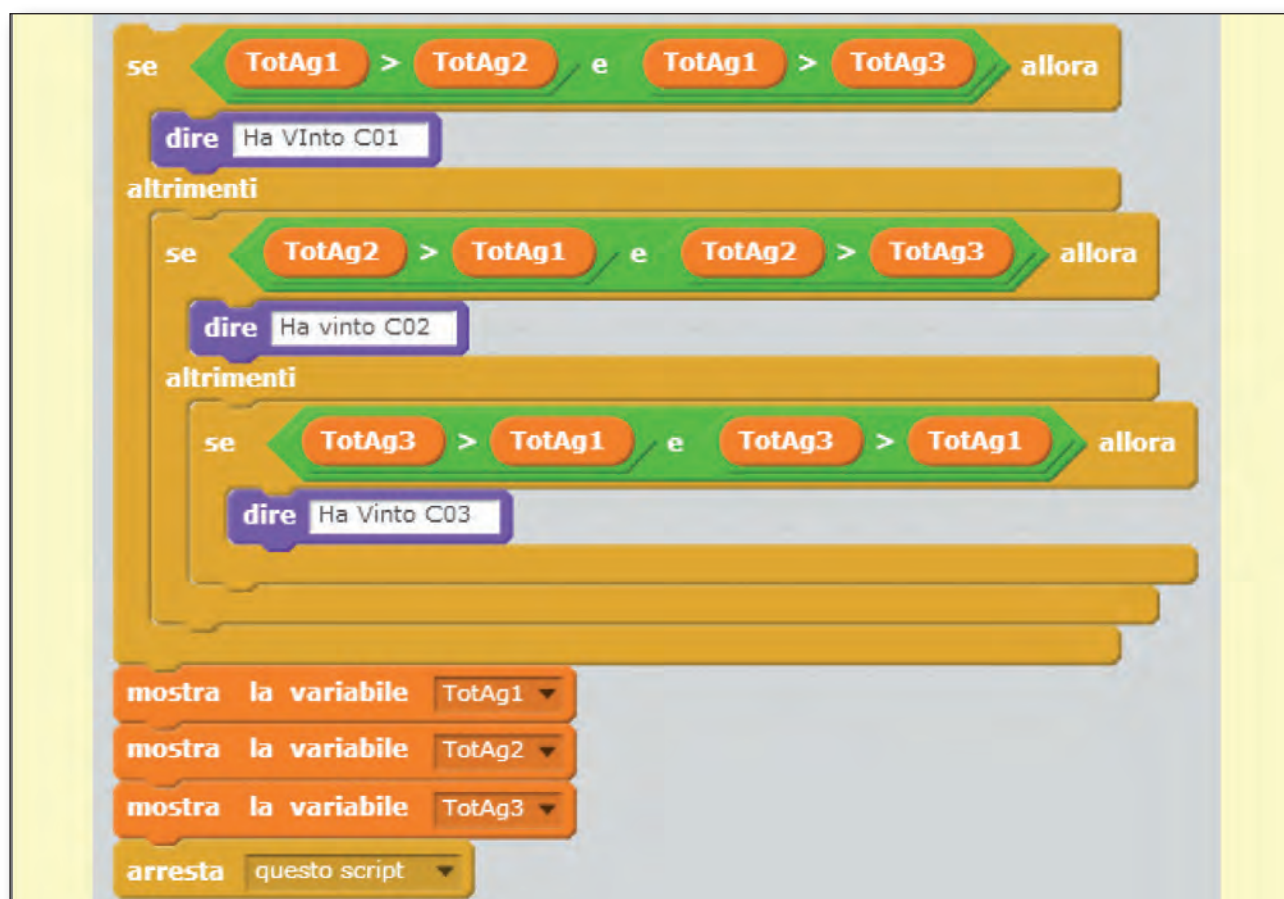 se TotAg1 > TotAg2 e TotAg1 > TotAg3 allora
dire Ha VInto C01
altrimenti
se TotAg2 > TotAg1 e TotAg2 > TotAg3 allora
dire Ha vinto C02
altrimenti
se TotAg3 > TotAg1 e TotAg3 > TotAg1 allora
dire Ha Vinto C03
mostra la variabile TotAg1
mostra la variabile TotAg2
mostra la variabile TotAg3
arresta questo script